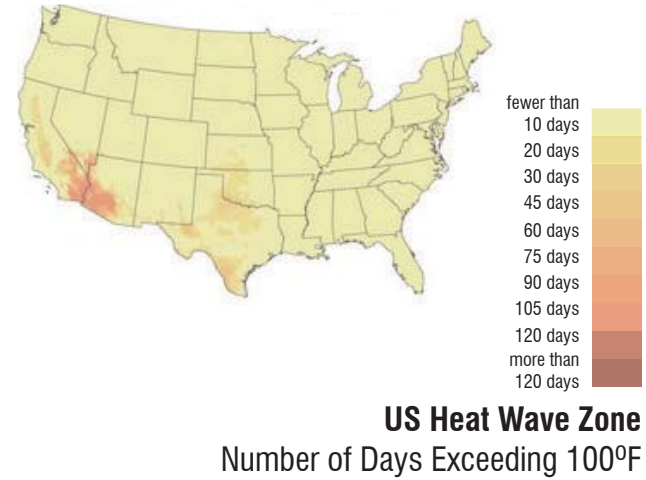 fewer than
10 days
20 days
30 days
45 days
60 days
75 days
90 days
105 days
120 days
more than
120 days
US Heat Wave Zone
Number of Days Exceeding 100ºF